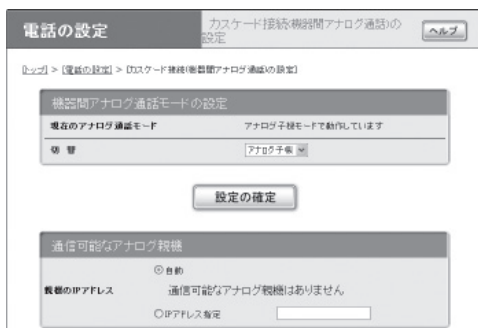 電話の設定
カスケード接続(機器間アナログ通話)の
設定
ヘルプ
[トップ] > [電話の設定] > [カスケード接続(機器間アナログ通話)の設定]
機器間アナログ通話モードの設定
現在のアナログ通話モード アナログ子機モードで動作しています
切 替 アナログ子機
設定の確定
通信可能なアナログ親機
親機のIPアドレス
自動
通信可能なアナログ親機はありません
IPアドレス指定